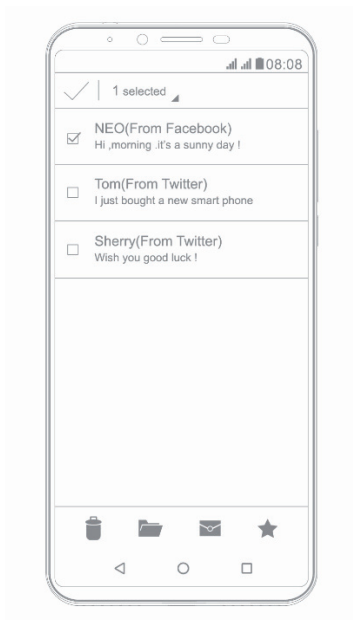 08:08
1 selected
NEO(From Facebook)
Hi ,morning .it's a sunny day !
Tom(From Twitter)
I just bought a new smart phone
Sherry(From Twitter)
Wish you good luck !